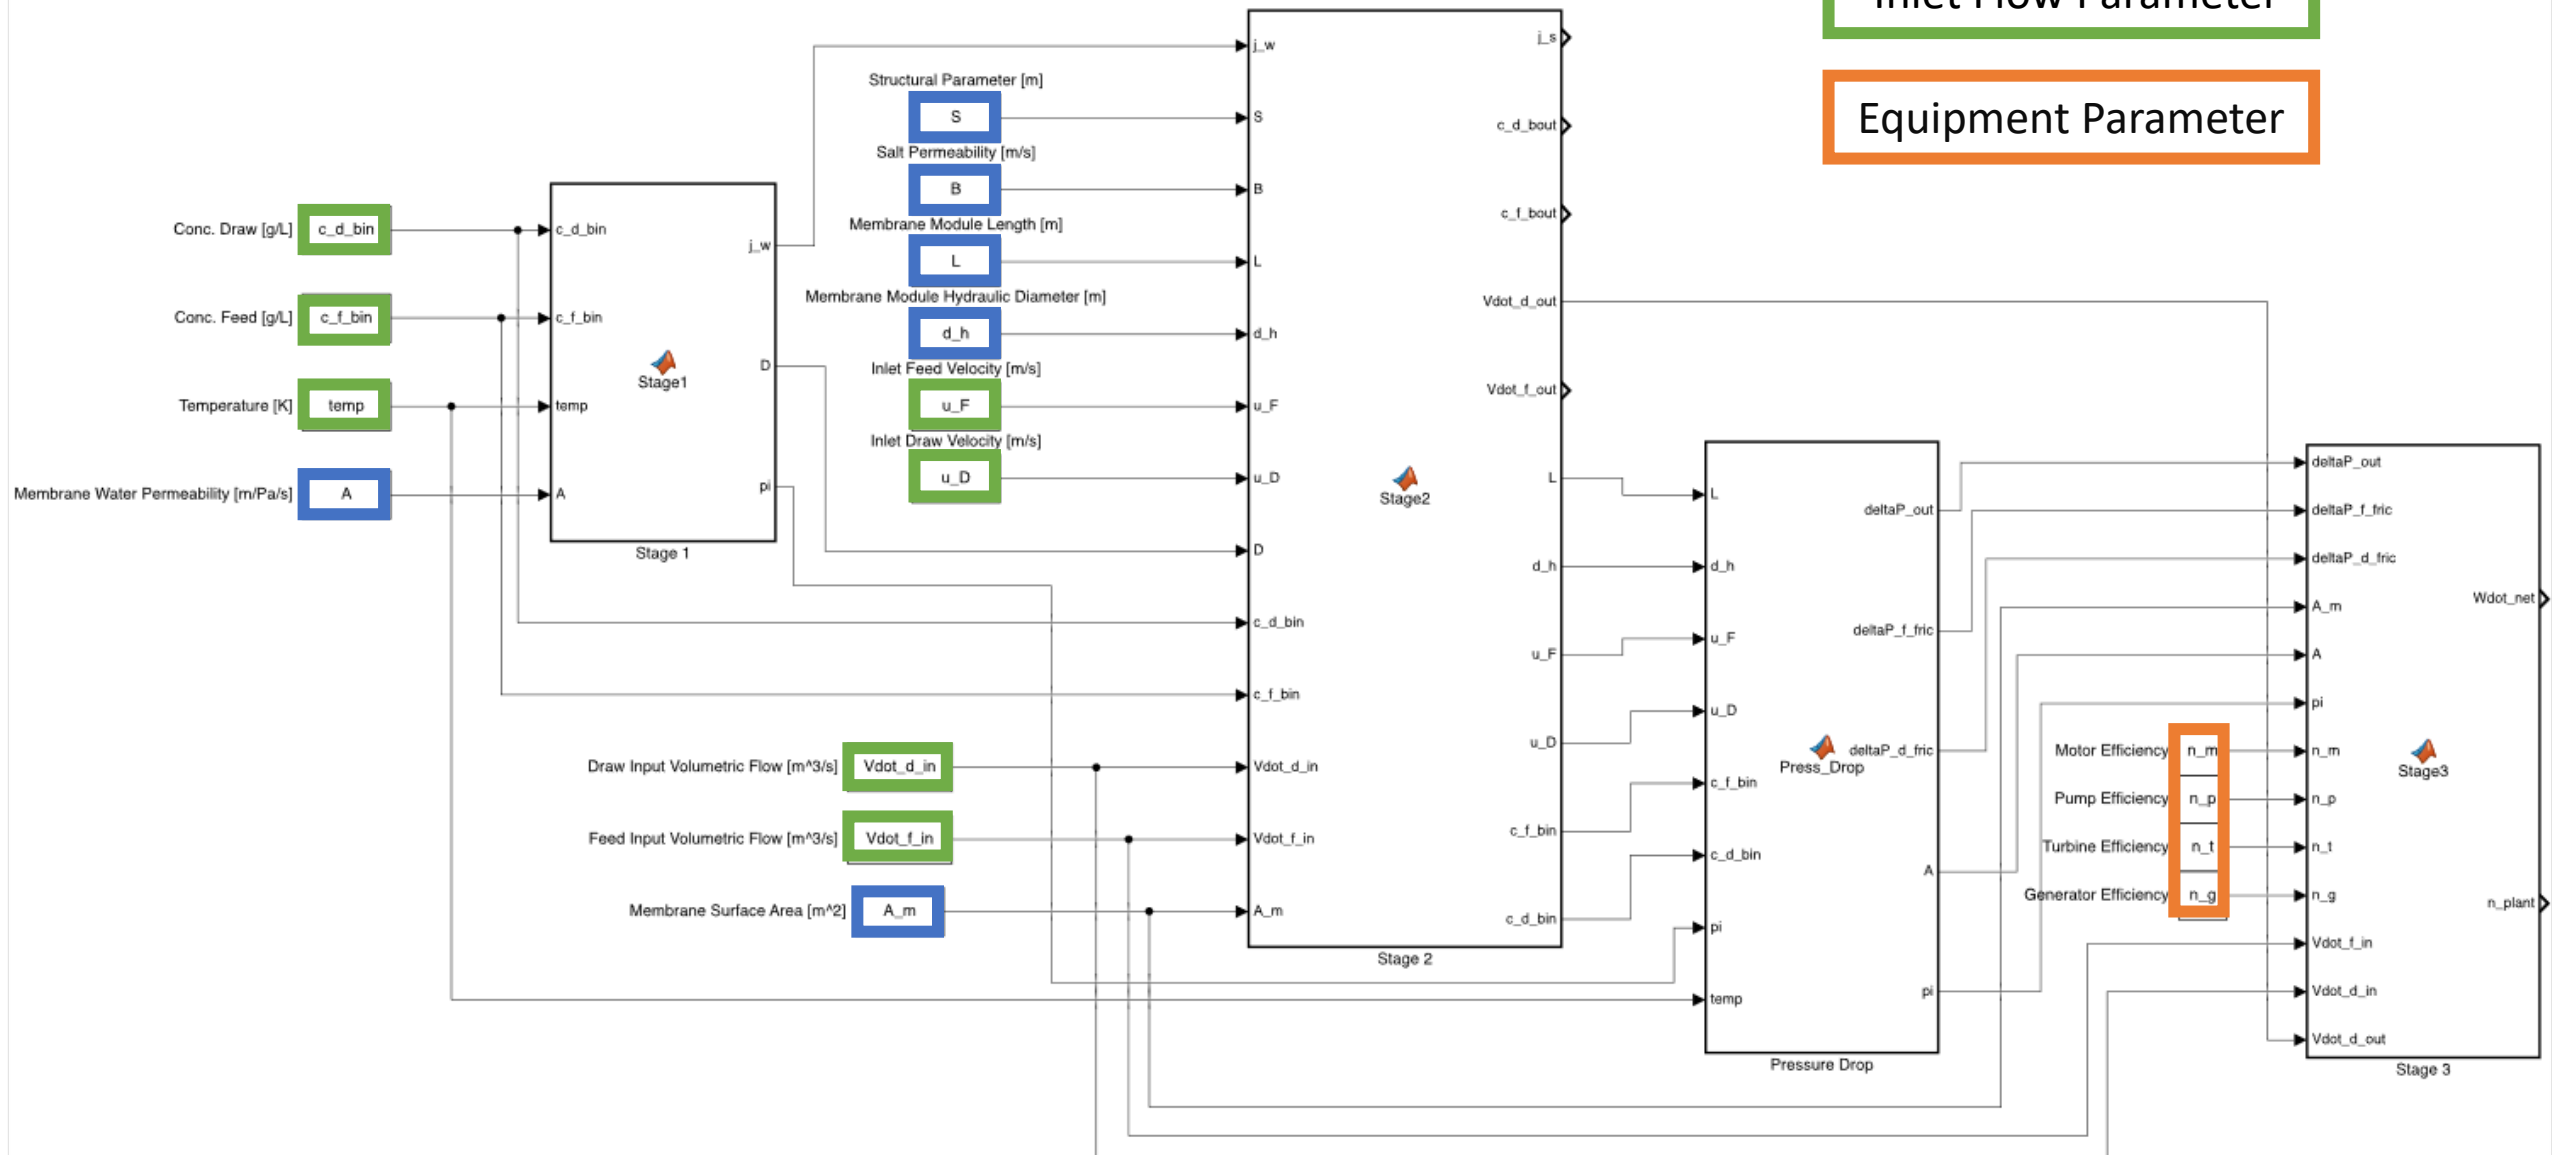 Inlet Flow Parameter
Equipment Parameter
Conc. Draw [g/L]
c_d_bin
Conc. Feed [g/L]
c_f_bin
Temperature [K]
temp
Membrane Water Permeability [m/Pa/s]
A
c_d_bin
c_f_bin
temp
A
j_w
D
pi
Stage1
Stage 1
Structural Parameter [m]
S
Salt Permeability [m/s]
B
Membrane Module Length [m]
L
Membrane Module Hydraulic Diameter [m]
d_h
Inlet Feed Velocity [m/s]
u_F
Inlet Draw Velocity [m/s]
u_D
Draw Input Volumetric Flow [m^3/s]
Vdot_d_in
Feed Input Volumetric Flow [m^3/s]
Vdot_f_in
Membrane Surface Area [m^2]
A_m
j_w
S
B
L
d_h
u_F
u_D
D
c_d_bin
c_f_bin
Vdot_d_in
Vdot_f_in
A_m
Stage2
j_s
c_d_bout
c_f_bout
Vdot_d_out
Vdot_f_out
L
d_h
u_F
u_D
c_f_bin
c_d_bin
Stage 2
L
d_h
u_F
u_D
c_f_bin
c_d_bin
pi
temp
Press_Drop
deltaP_out
deltaP_f_fric
deltaP_d_fric
A
pi
Pressure Drop
Motor Efficiency
n_m
Pump Efficiency
n_p
Turbine Efficiency
n_t
Generator Efficiency
n_g
deltaP_out
deltaP_f_fric
deltaP_d_fric
A_m
A
pi
n_m
n_p
n_t
n_g
Vdot_f_in
Vdot_d_in
Vdot_d_out
Stage3
Wdot_net
n_plant
Stage 3